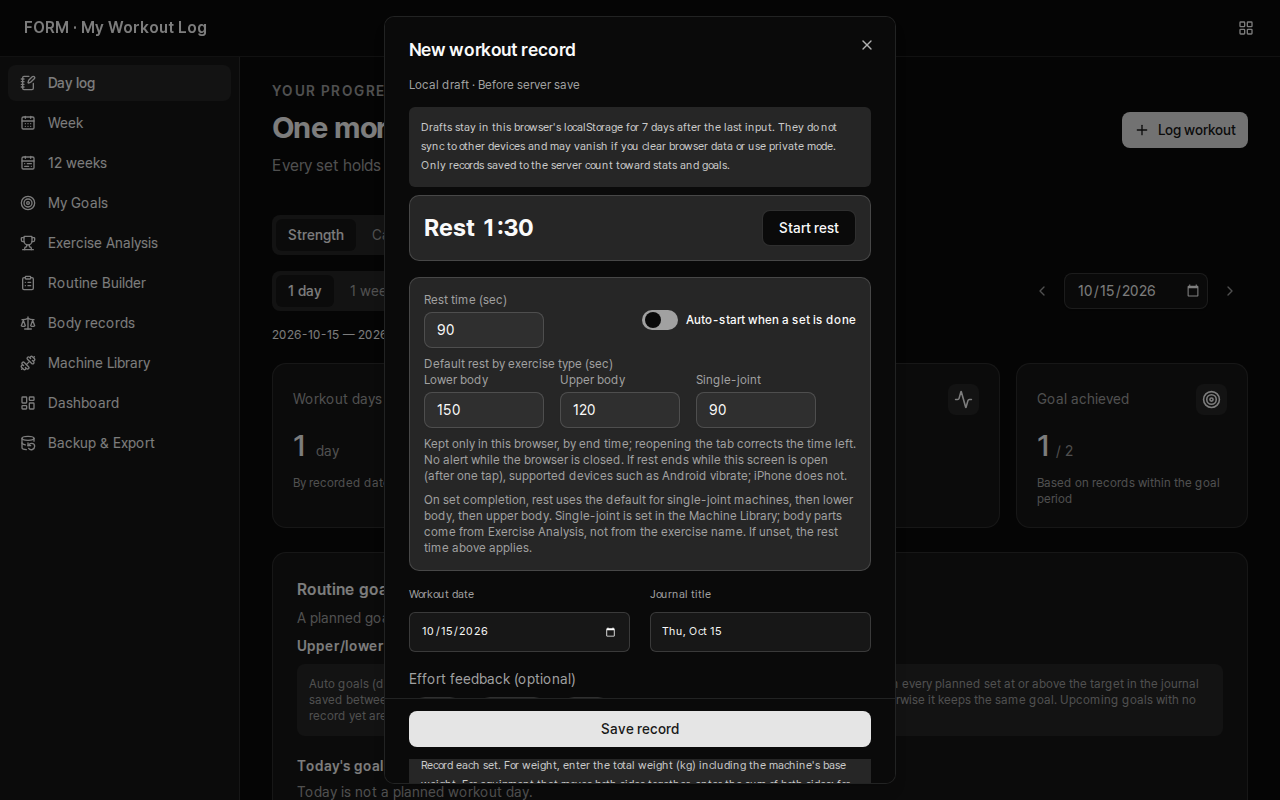 FORM · My Workout Log
Day log
Week
12 weeks
My Goals
Exercise Analysis
Routine Builder
Body records
Machine Library
Dashboard
Backup & Export
YOUR PROGRE
One mor
Every set holds
Log workout
Strength
1 day
1 wee
10/15/2026
2026-10-15 — 2026
Workout days
1 day
By recorded date
Goal achieved
1 / 2
Based on records within the goal
period
Routine goa
A planned goa
Upper/lower
Auto goals (d
saved betwee
record yet are
every planned set at or above the target in the journal
rwise it keeps the same goal. Upcoming goals with no
Today's goal
Today is not a planned workout day.
New workout record
Local draft · Before server save
Drafts stay in this browser's localStorage for 7 days after the last input. They do not
sync to other devices and may vanish if you clear browser data or use private mode.
Only records saved to the server count toward stats and goals.
Rest 1:30
Start rest
Rest time (sec)
90
Auto-start when a set is done
Default rest by exercise type (sec)
Lower body
Upper body
Single-joint
150
120
90
Kept only in this browser, by end time; reopening the tab corrects the time left.
No alert while the browser is closed. If rest ends while this screen is open
(after one tap), supported devices such as Android vibrate; iPhone does not.
On set completion, rest uses the default for single-joint machines, then lower
body, then upper body. Single-joint is set in the Machine Library; body parts
come from Exercise Analysis, not from the exercise name. If unset, the rest
time above applies.
Workout date
Journal title
10/15/2026
Thu, Oct 15
Effort feedback (optional)
Save record
Record each set. For weight, enter the total weight (kg) including the machine's base